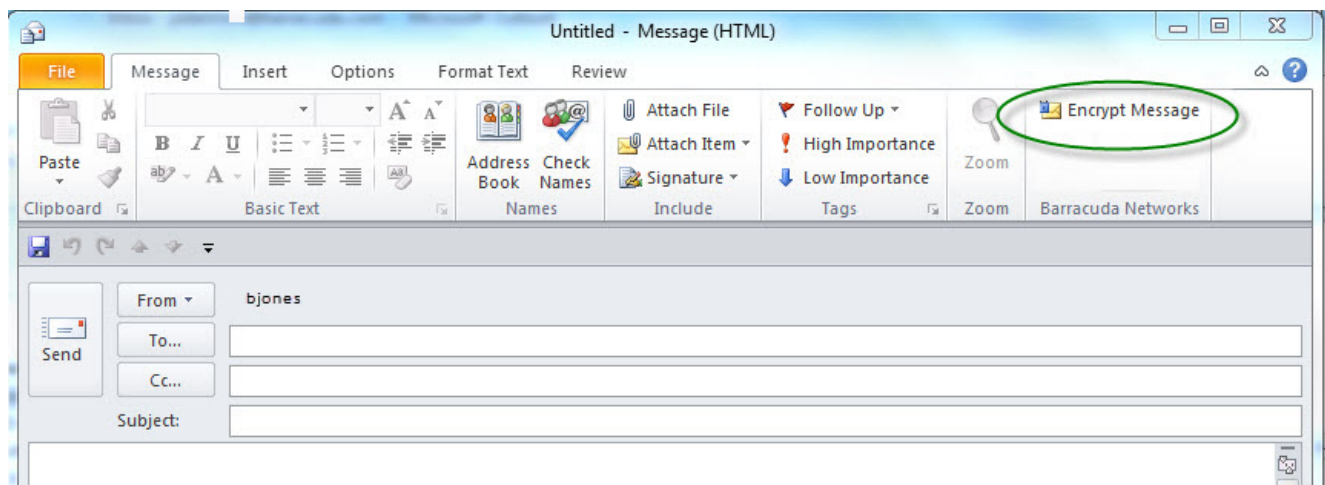 Untitled - Message (HTML)
File Message Insert Options Format Text Review
Paste
Clipboard
B I U
A A
ab A
Aa
Basic Text
Address Book
Check Names
Names
Attach File
Attach Item
Signature
Include
Follow Up
High Importance
Low Importance
Tags
Zoom
Zoom
Encrypt Message
Barracuda Networks
Send
From bjones
To...
Cc...
Subject: